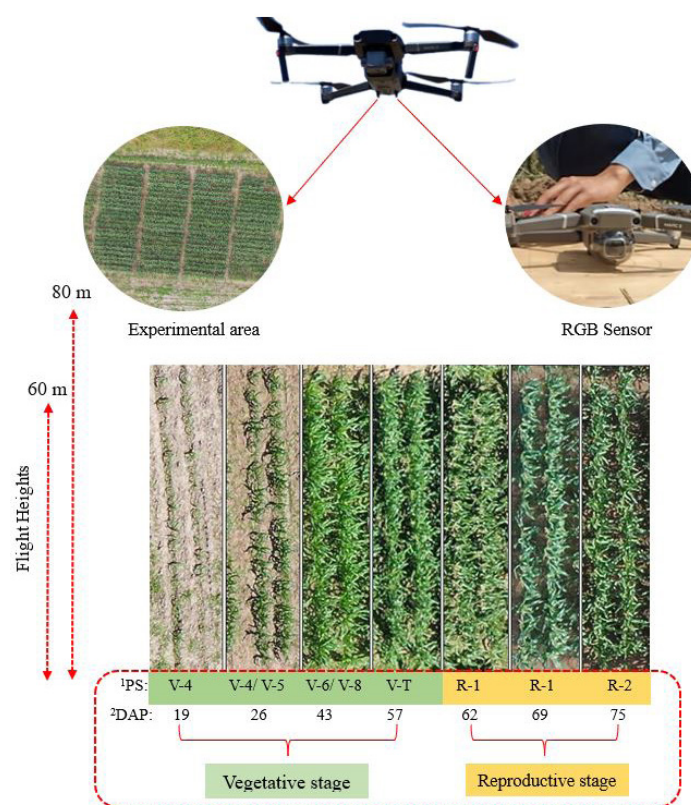 80 m
Experimental area
RGB Sensor
60 m
Flight Heights
¹PS: V-4 V-4/ V-5 V-6/ V-8 V-T R-1 R-1 R-2
²DAP: 19 26 43 57 62 69 75
Vegetative stage Reproductive stage